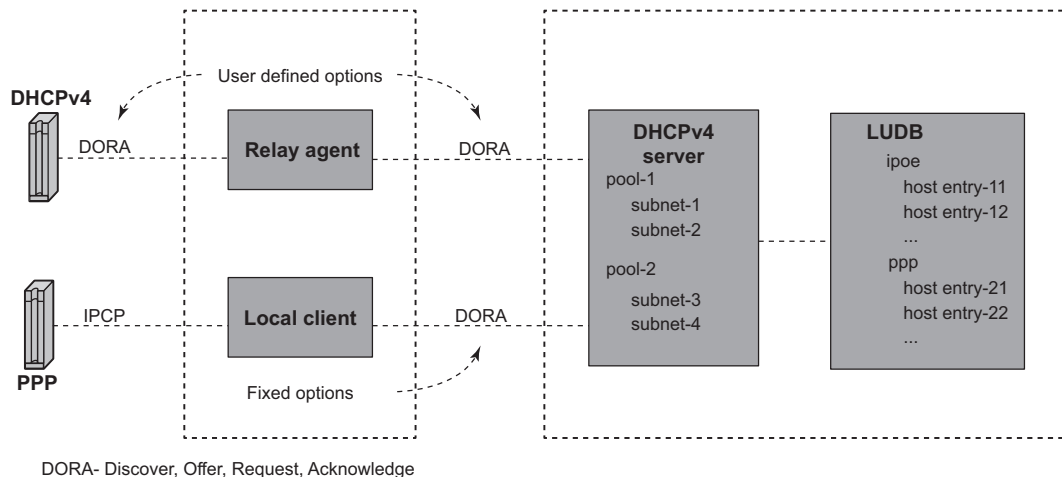 User defined options
DHCPv4
DORA
Relay agent
DORA
IPCP
Local client
DORA
PPP
Fixed options
DHCPv4
server
pool-1
subnet-1
subnet-2
pool-2
subnet-3
subnet-4
LUDB
ipoe
host entry-11
host entry-12
...
ppp
host entry-21
host entry-22
...
DORA- Discover, Offer, Request, Acknowledge